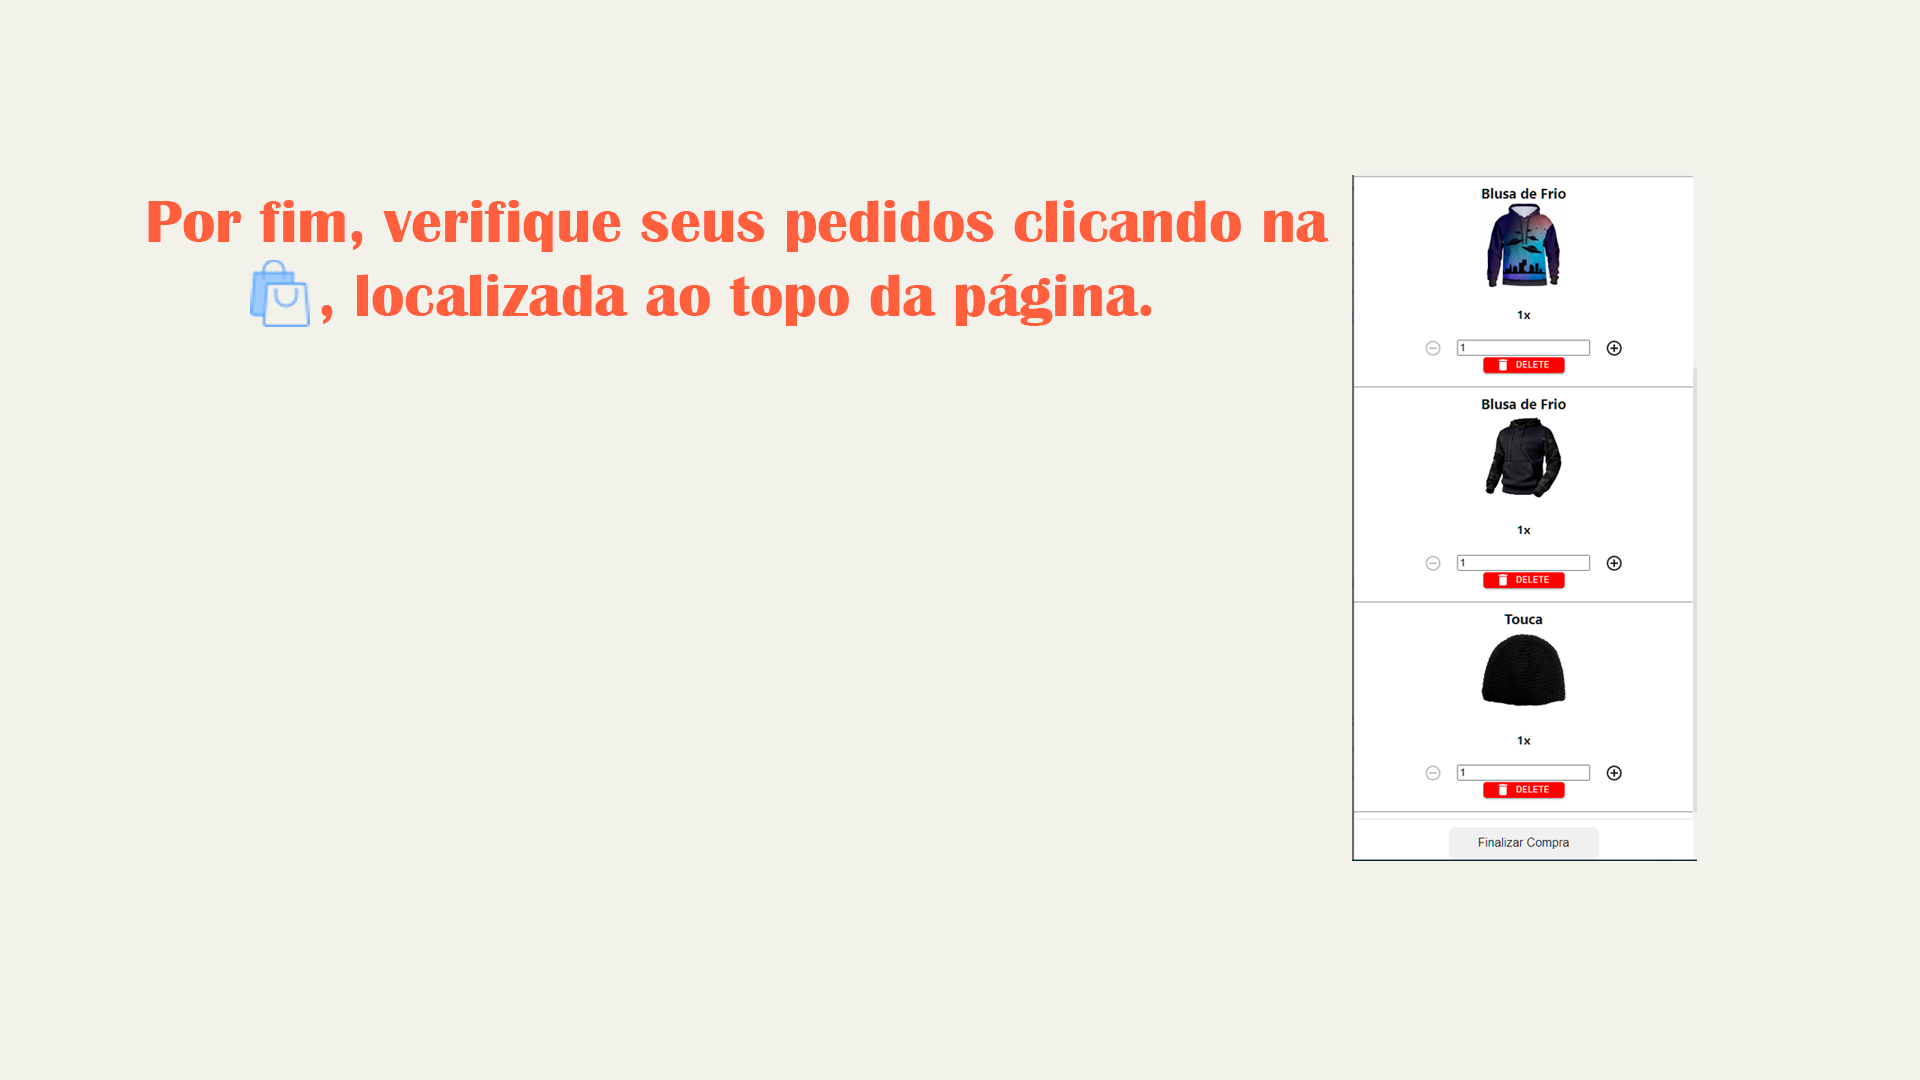 Por fim, verifique seus pedidos clicando na
, localizada ao topo da página.
Blusa de Frio
1x
1
DELETE
Blusa de Frio
1x
1
DELETE
Touca
1x
1
DELETE
Finalizar Compra